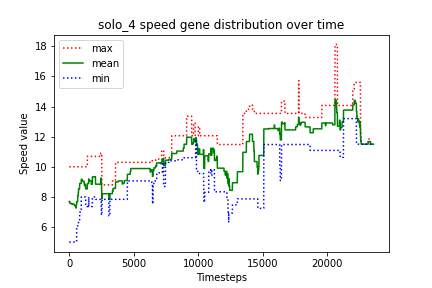 solo_4 speed gene distribution over time
max
mean
min
Speed value
18
16
14
12
10
8
6
0
5000
10000
15000
20000
Timesteps